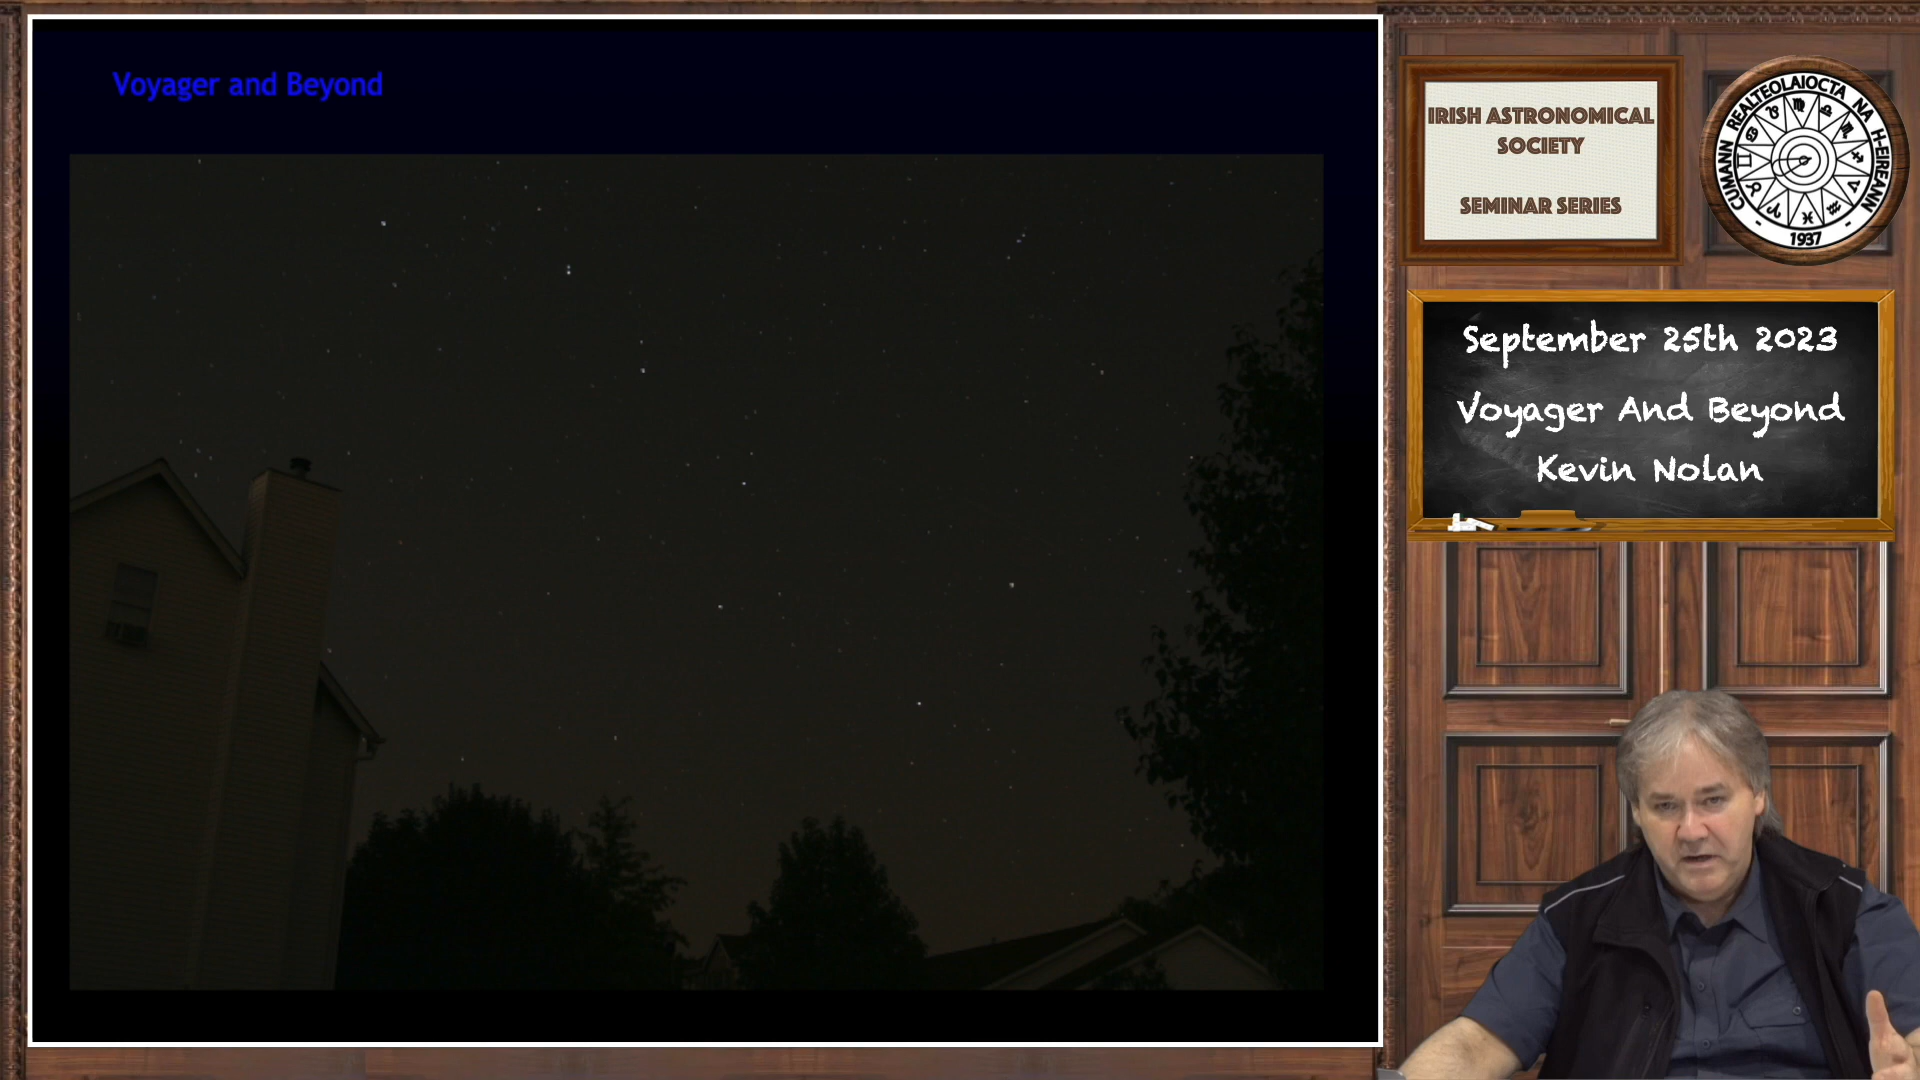 Voyager and Beyond
IRISH ASTRONOMICAL
SOCIETY
SEMINAR SERIES
CUMANN REALTEOLAIOCTA NA H-EIREANN
- 1937 -
September 25th 2023
Voyager And Beyond
Kevin Nolan